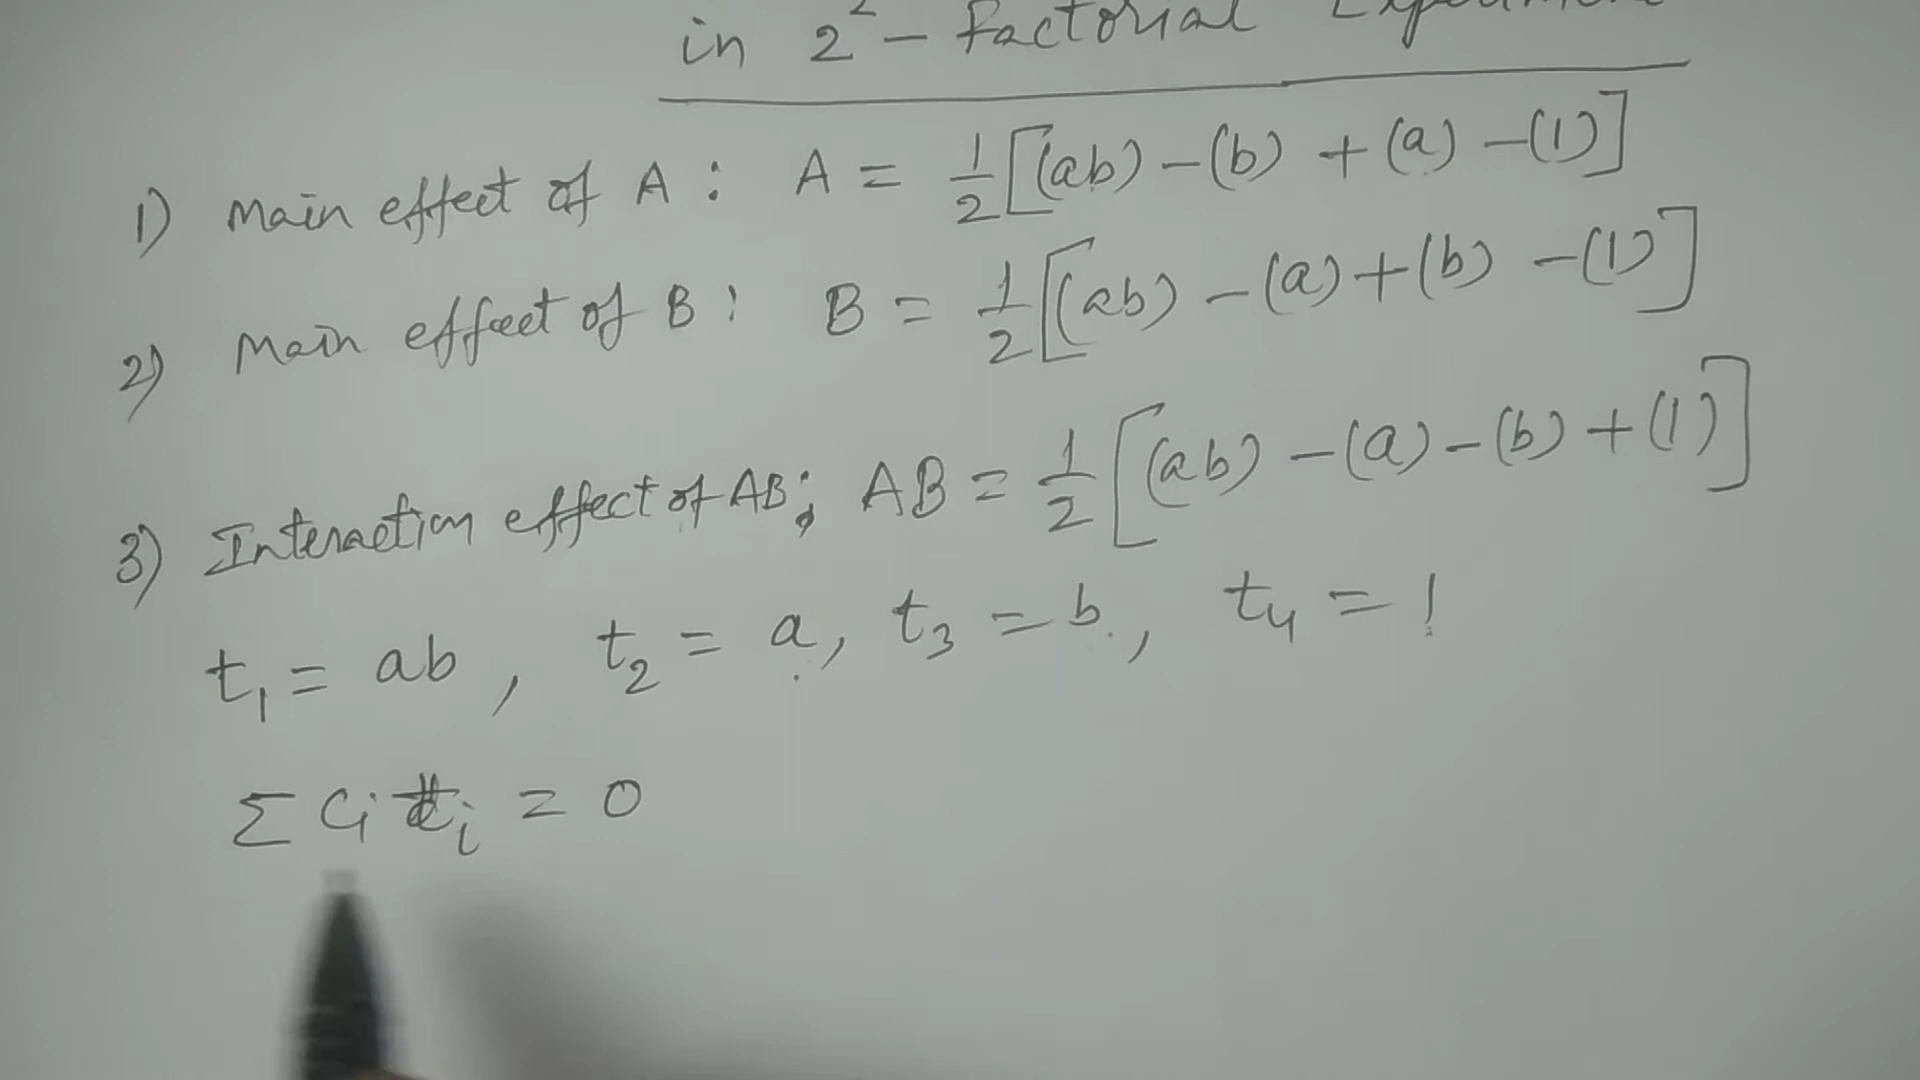 in 2² - Factorial Experiment
1) Main effect of A : A = 1/2 [(ab) - (b) + (a) - (1)]
2) Main effect of B : B = 1/2 [(ab) - (a) + (b) - (1)]
3) Interaction effect of AB ; AB = 1/2 [(ab) - (a) - (b) + (1)]
t₁ = ab , t₂ = a , t₃ = b , t₄ = 1
Σ Ci ti = 0